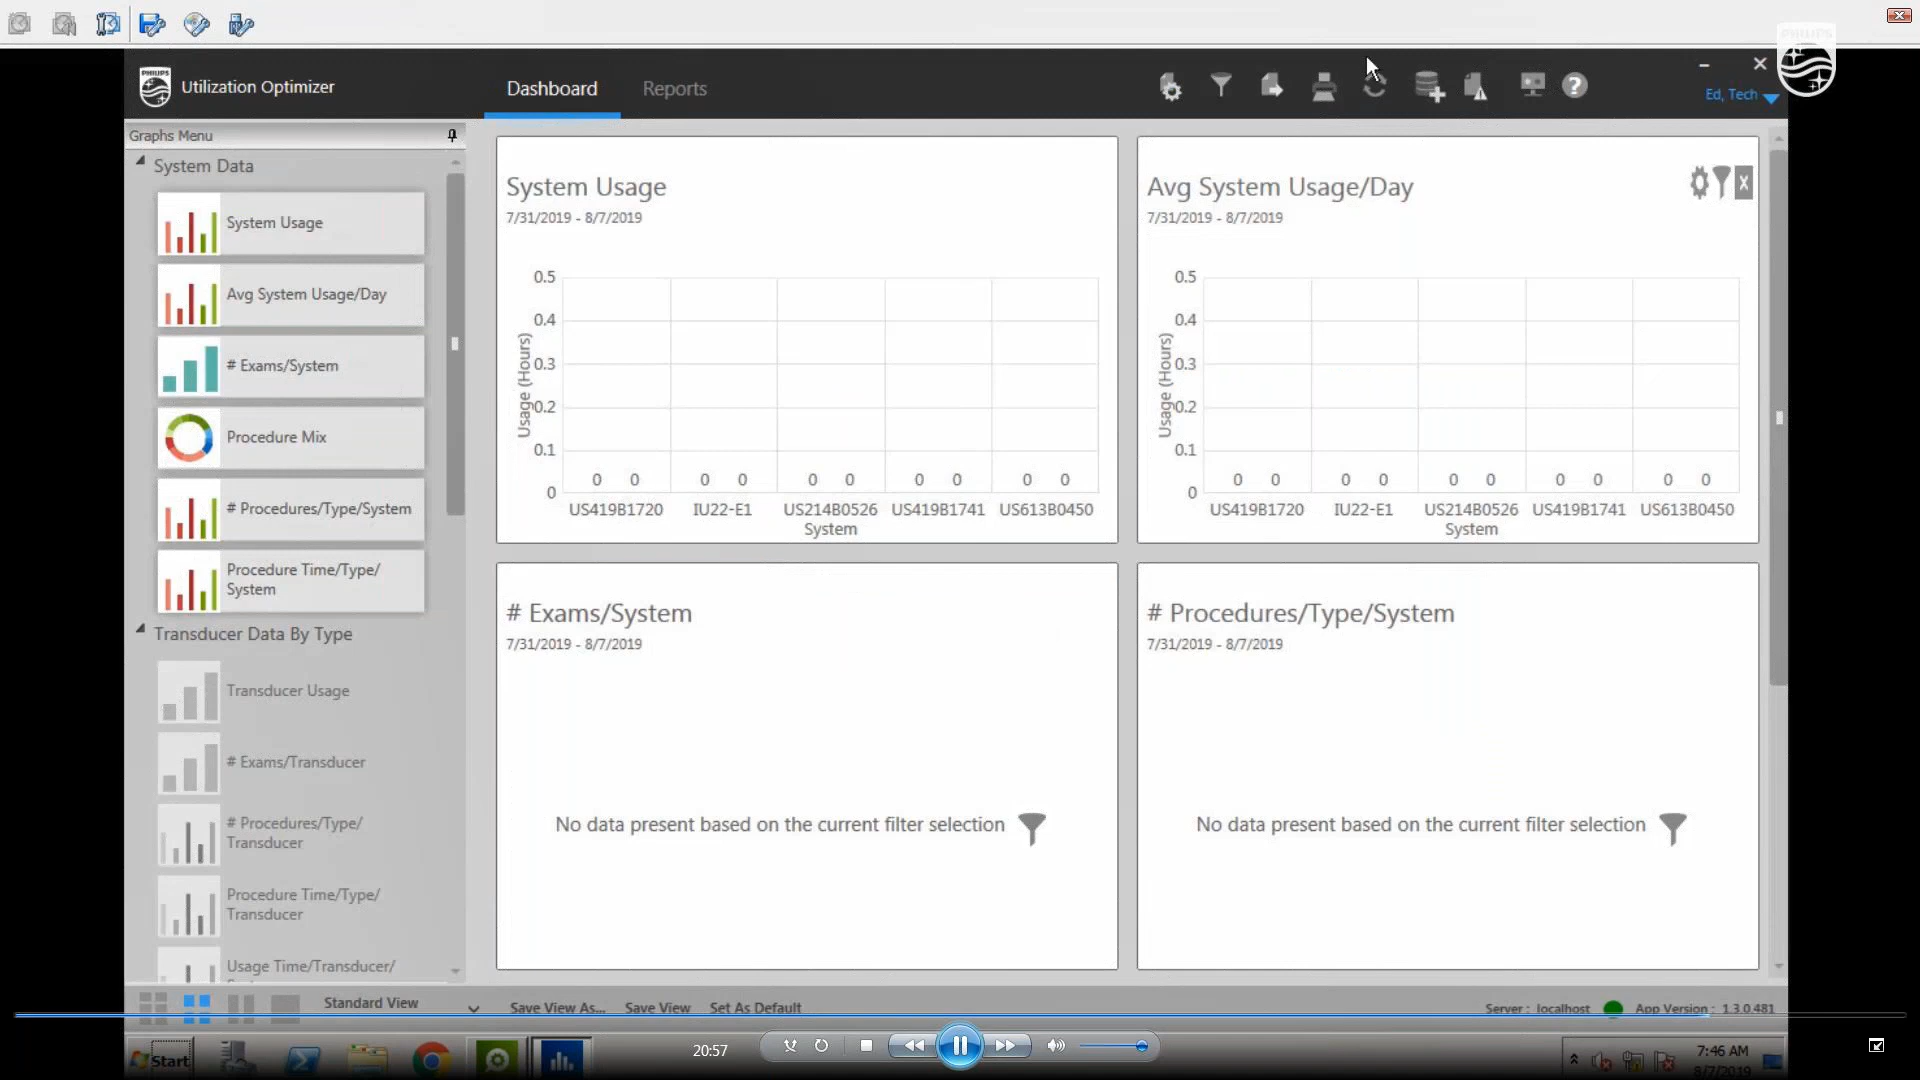 PHILIPS
PHILIPS
Utilization Optimizer
Dashboard
Reports
Ed, Tech
Graphs Menu
System Data
System Usage
Avg System Usage/Day
# Exams/System
Procedure Mix
# Procedures/Type/System
Procedure Time/Type/
System
Transducer Data By Type
Transducer Usage
# Exams/Transducer
# Procedures/Type/
Transducer
Procedure Time/Type/
Transducer
Usage Time/Transducer/
System Usage
7/31/2019 - 8/7/2019
Usage (Hours)
0.5
0.4
0.3
0.2
0.1
0
0 0 0 0 0 0 0 0 0 0
US419B1720 IU22-E1 US214B0526 US419B1741 US613B0450
System
Avg System Usage/Day
7/31/2019 - 8/7/2019
X
Usage (Hours)
0.5
0.4
0.3
0.2
0.1
0
0 0 0 0 0 0 0 0 0 0
US419B1720 IU22-E1 US214B0526 US419B1741 US613B0450
System
# Exams/System
7/31/2019 - 8/7/2019
No data present based on the current filter selection
# Procedures/Type/System
7/31/2019 - 8/7/2019
No data present based on the current filter selection
Standard View
Save View As...
Save View
Set As Default
Server : localhost
App Version : 1.3.0.481
Start
20:57
7:46 AM
8/7/2019